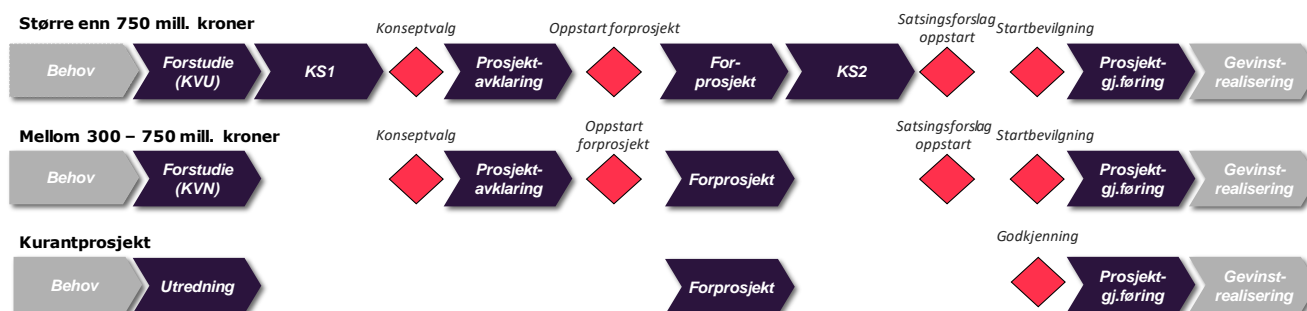 Større enn 750 mill. kroner
Konseptvalg
Oppstart forprosjekt
Satsingsforslag
oppstart
Startbevilgning
Behov
Forstudie
(KVU)
KS1
Prosjekt-
avklaring
For-
prosjekt
KS2
Prosjekt-
gj.føring
Gevinst-
realisering
Mellom 300 – 750 mill. kroner
Konseptvalg
Oppstart
forprosjekt
Satsingsforslag
oppstart
Startbevilgning
Behov
Forstudie
(KVN)
Prosjekt-
avklaring
Forprosjekt
Prosjekt-
gj.føring
Gevinst-
realisering
Kurantprosjekt
Godkjenning
Behov
Utredning
Forprosjekt
Prosjekt-
gj.føring
Gevinst-
realisering